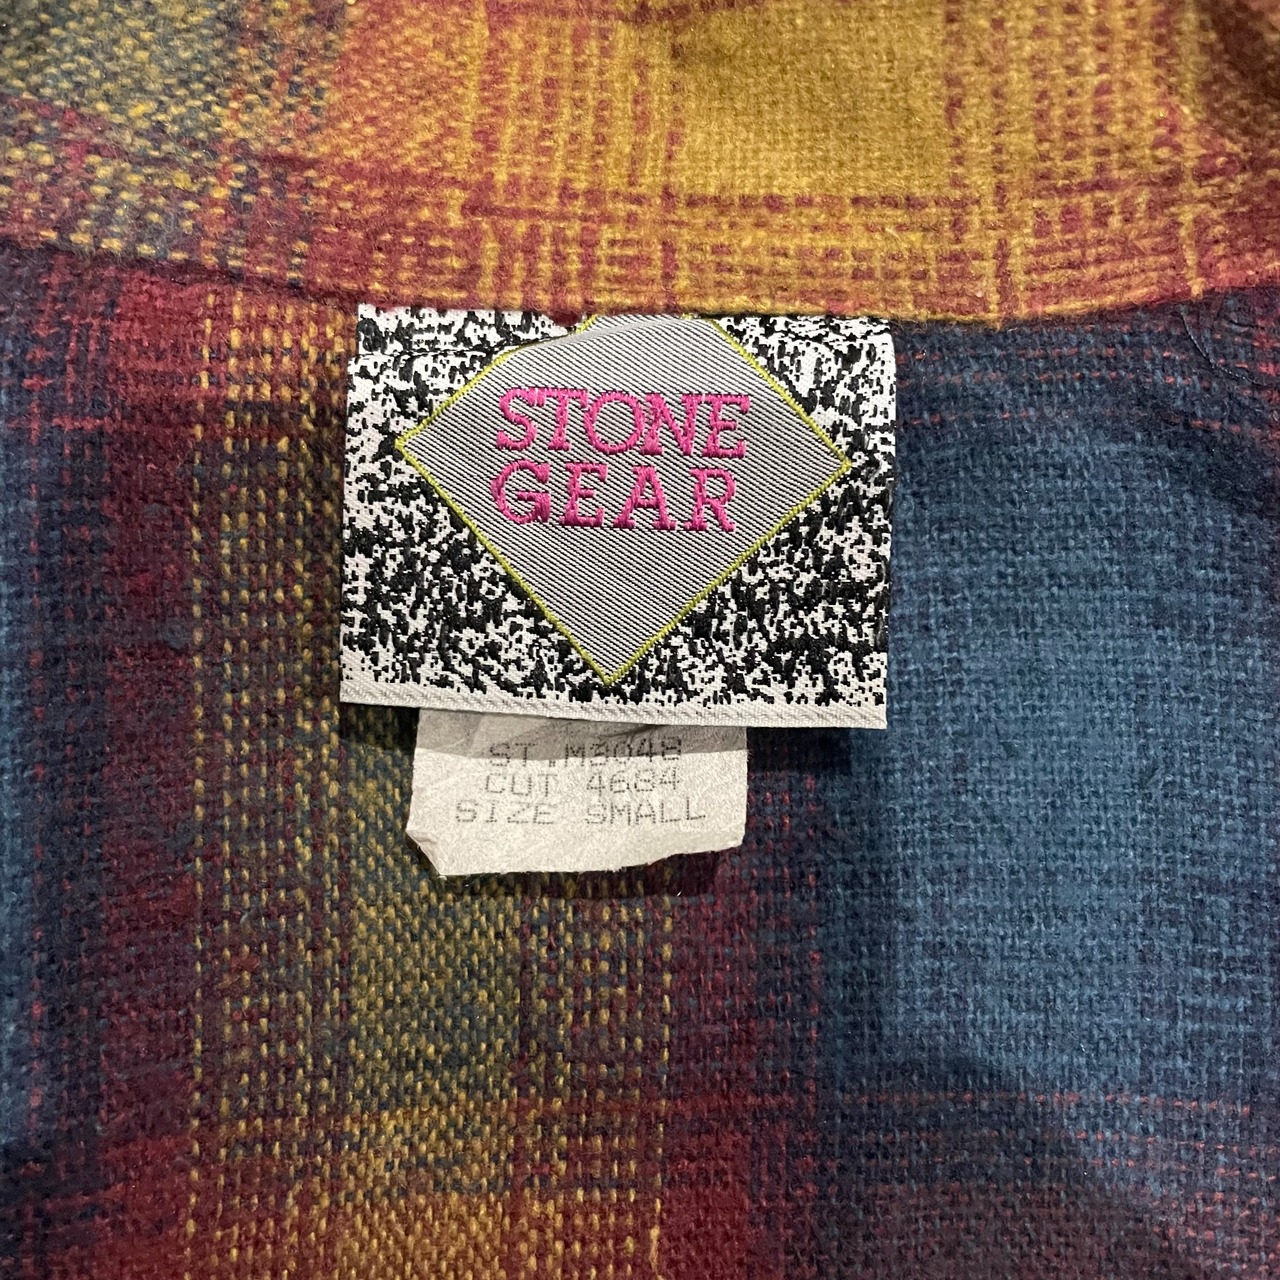 STONE
GEAR
ST.M3048
CUT 4684
SIZE SMALL